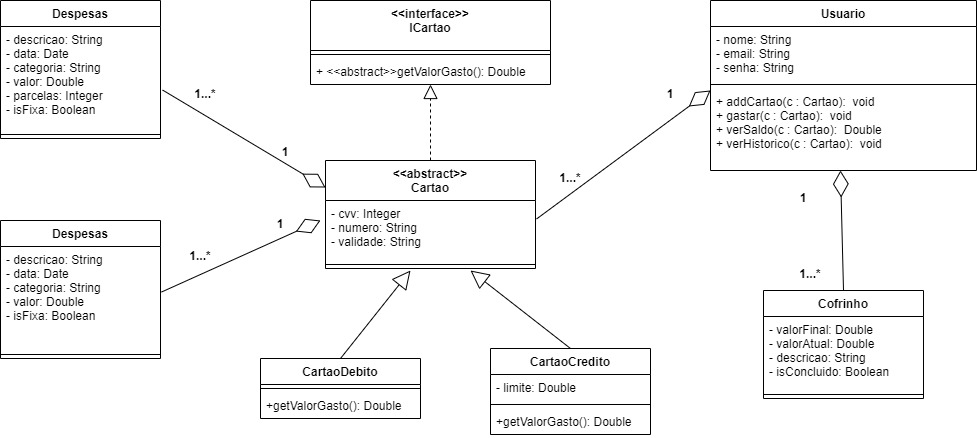 Despesas
- descricao: String
- data: Date
- categoria: String
- valor: Double
- parcelas: Integer
- isFixa: Boolean
<<interface>>
ICartao
+ <<abstract>>getValorGasto(): Double
Usuario
- nome: String
- email: String
- senha: String
+ addCartao(c : Cartao): void
+ gastar(c : Cartao): void
+ verSaldo(c : Cartao): Double
+ verHistorico(c : Cartao): void
1...*
1
1
1...*
<<abstract>>
Cartao
- cvv: Integer
- numero: String
- validade: String
1
1...*
Despesas
- descricao: String
- data: Date
- categoria: String
- valor: Double
- isFixa: Boolean
1
1...*
Cofrinho
- valorFinal: Double
- valorAtual: Double
- descricao: String
- isConcluido: Boolean
CartaoDebito
+getValorGasto(): Double
CartaoCredito
- limite: Double
+getValorGasto(): Double